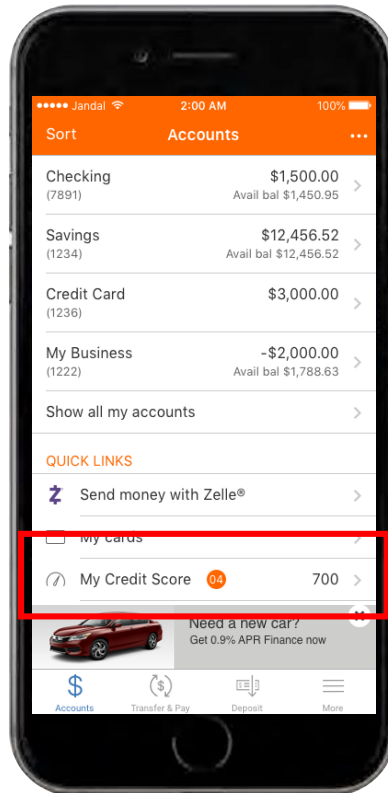 Jandal 2:00 AM 100%
Sort Accounts ...
Checking $1,500.00
(7891) Avail bal $1,450.95
Savings $12,456.52
(1234) Avail bal $12,456.52
Credit Card $3,000.00
(1236)
My Business -$2,000.00
(1222) Avail bal $1,788.63
Show all my accounts
QUICK LINKS
Send money with Zelle®
My cards
My Credit Score 04 700
Need a new car?
Get 0.9% APR Finance now
Accounts Transfer & Pay Deposit More